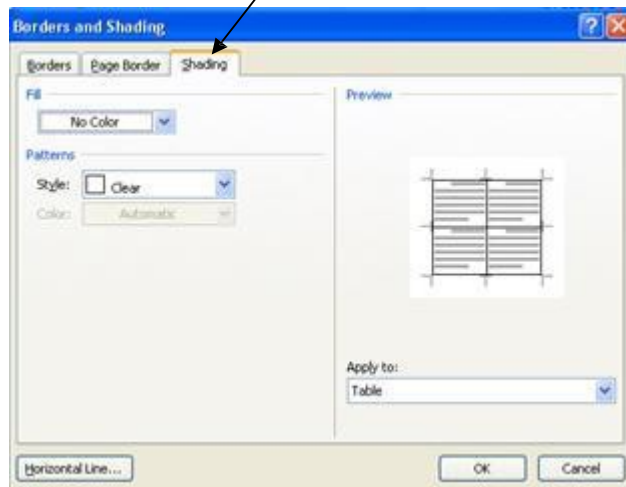 Borders and Shading
Borders Page Border Shading
Fill
No Color
Patterns
Style: Clear
Color: Automatic
Preview
Apply to:
Table
Horizontal Line...
OK Cancel